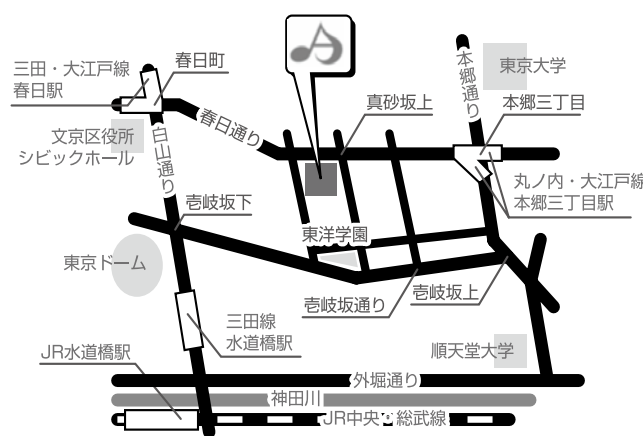 三田・大江戸線
春日駅
春日町
文京区役所
シビックホール
白山通り
春日通り
真砂坂上
本郷通り
東京大学
本郷三丁目
丸ノ内・大江戸線
本郷三丁目駅
壱岐坂下
東京ドーム
東洋学園
壱岐坂通り
壱岐坂上
三田線
水道橋駅
JR水道橋駅
順天堂大学
外堀通り
神田川
JR中央・総武線